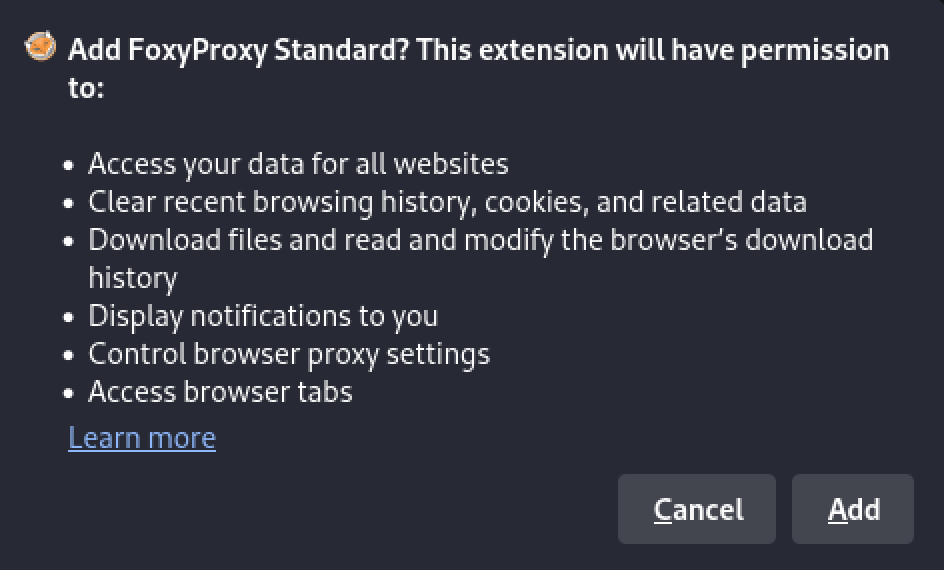 Add FoxyProxy Standard? This extension will have permission
to:
• Access your data for all websites
• Clear recent browsing history, cookies, and related data
• Download files and read and modify the browser’s download
history
• Display notifications to you
• Control browser proxy settings
• Access browser tabs
Learn more
Cancel
Add